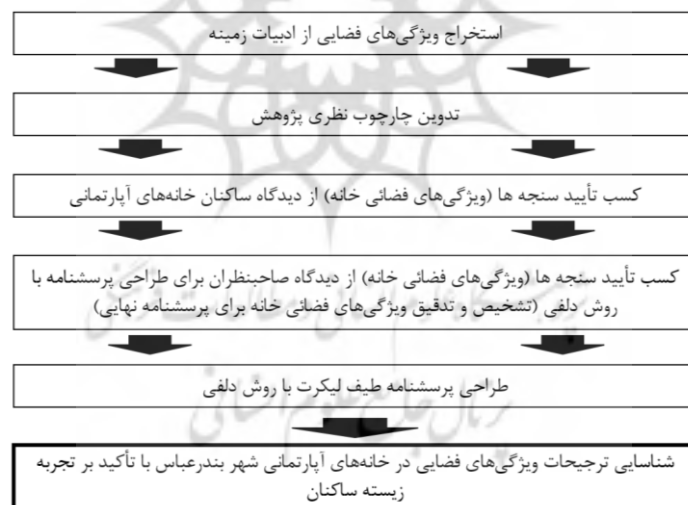 استخراج ویژگی‌های فضایی از ادبیات زمینه
تدوین چارچوب نظری پژوهش
کسب تأیید سنجه ها (ویژگی‌های فضائی خانه) از دیدگاه ساکنان خانه‌های آپارتمانی
کسب تأیید سنجه ها (ویژگی‌های فضائی خانه) از دیدگاه صاحبنظران برای طراحی پرسشنامه با
روش دلفی (تشخیص و تدقیق ویژگی‌های فضائی خانه برای پرسشنامه نهایی)
طراحی پرسشنامه طیف لیکرت با روش دلفی
شناسایی ترجیحات ویژگی‌های فضایی در خانه‌های آپارتمانی شهر بندرعباس با تأکید بر تجربه
زیسته ساکنان